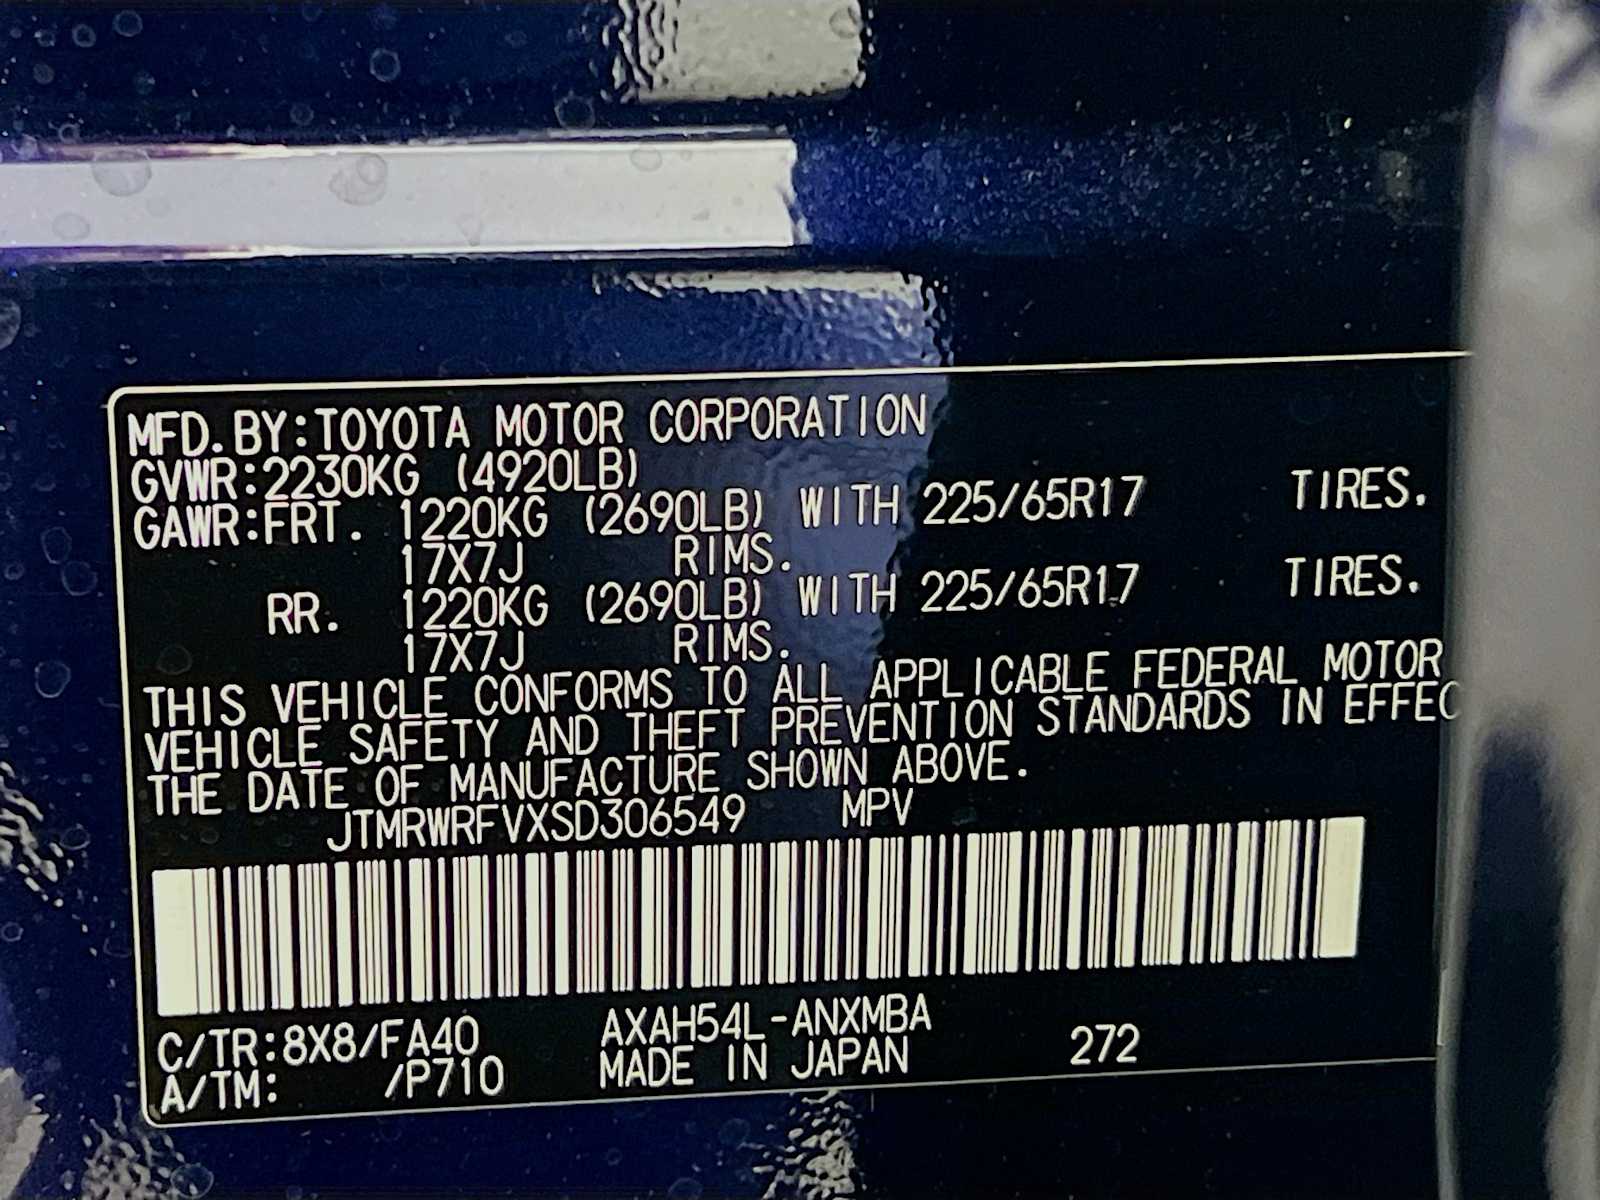 MFD.BY:TOYOTA MOTOR CORPORATION
GVWR:2230KG (4920LB)
GAWR:FRT. 1220KG (2690LB) WITH 225/65R17 TIRES.
17X7J RIMS.
RR. 1220KG (2690LB) WITH 225/65R17 TIRES.
17X7J RIMS.
THIS VEHICLE CONFORMS TO ALL APPLICABLE FEDERAL MOTOR
VEHICLE SAFETY AND THEFT PREVENTION STANDARDS IN EFFEC
THE DATE OF MANUFACTURE SHOWN ABOVE.
JTMRWRFVXSD306549 MPV
C/TR:8X8/FA40 AXAH54L-ANXMBA
A/TM: /P710 MADE IN JAPAN 272